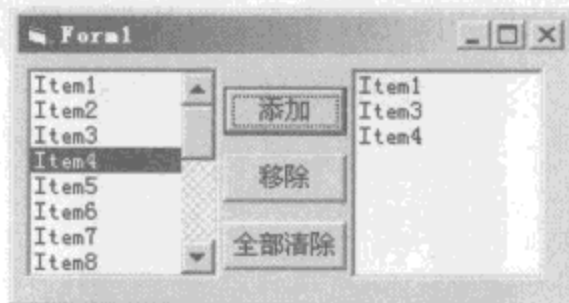 Form1
Item1
Item2
Item3
Item4
Item5
Item6
Item7
Item8
添加
移除
全部清除
Item1
Item3
Item4